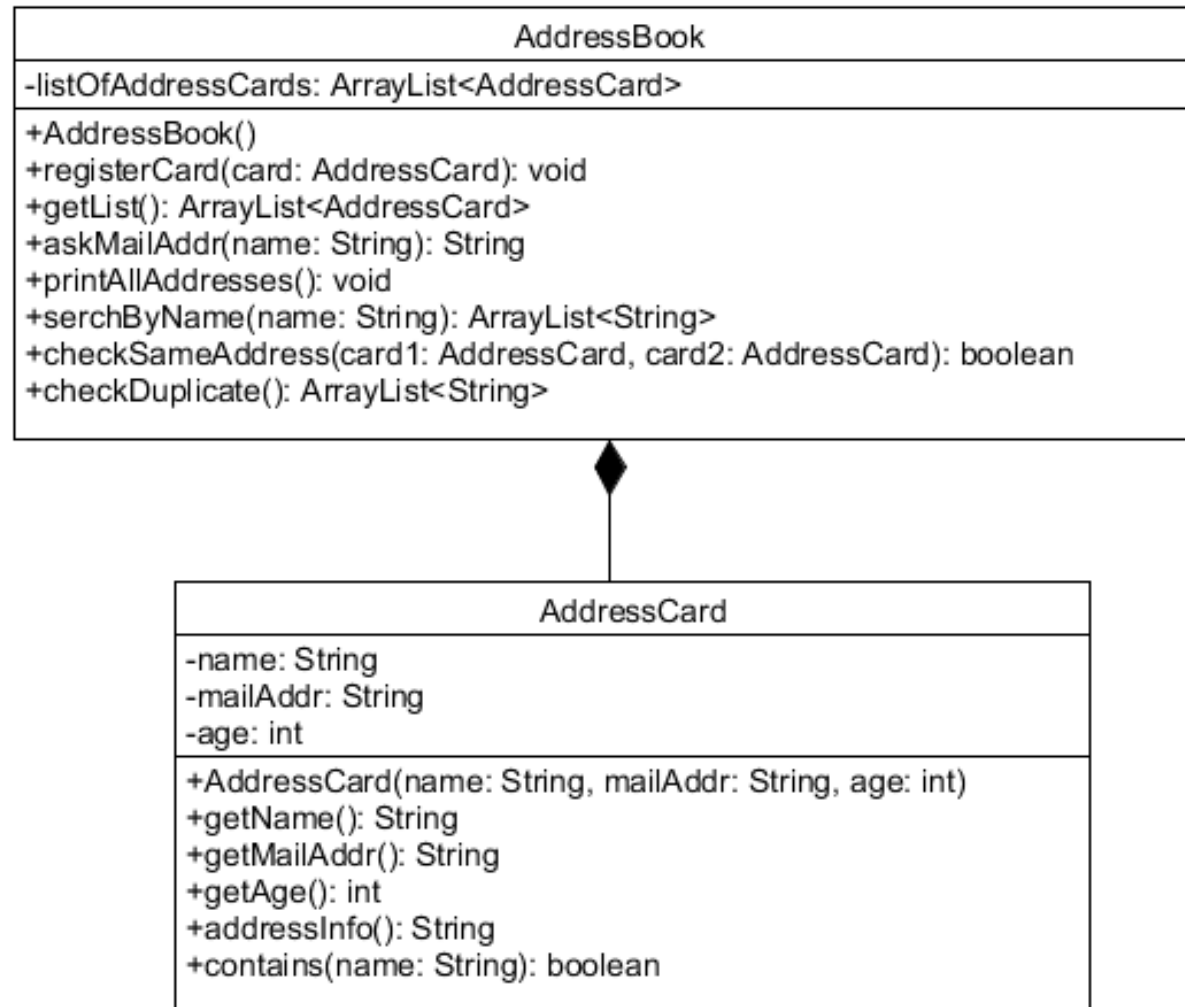 AddressBook
-listOfAddressCards: ArrayList<AddressCard>
+AddressBook()
+registerCard(card: AddressCard): void
+getList(): ArrayList<AddressCard>
+askMailAddr(name: String): String
+printAllAddresses(): void
+serchByName(name: String): ArrayList<String>
+checkSameAddress(card1: AddressCard, card2: AddressCard): boolean
+checkDuplicate(): ArrayList<String>
AddressCard
-name: String
-mailAddr: String
-age: int
+AddressCard(name: String, mailAddr: String, age: int)
+getName(): String
+getMailAddr(): String
+getAge(): int
+addressInfo(): String
+contains(name: String): boolean